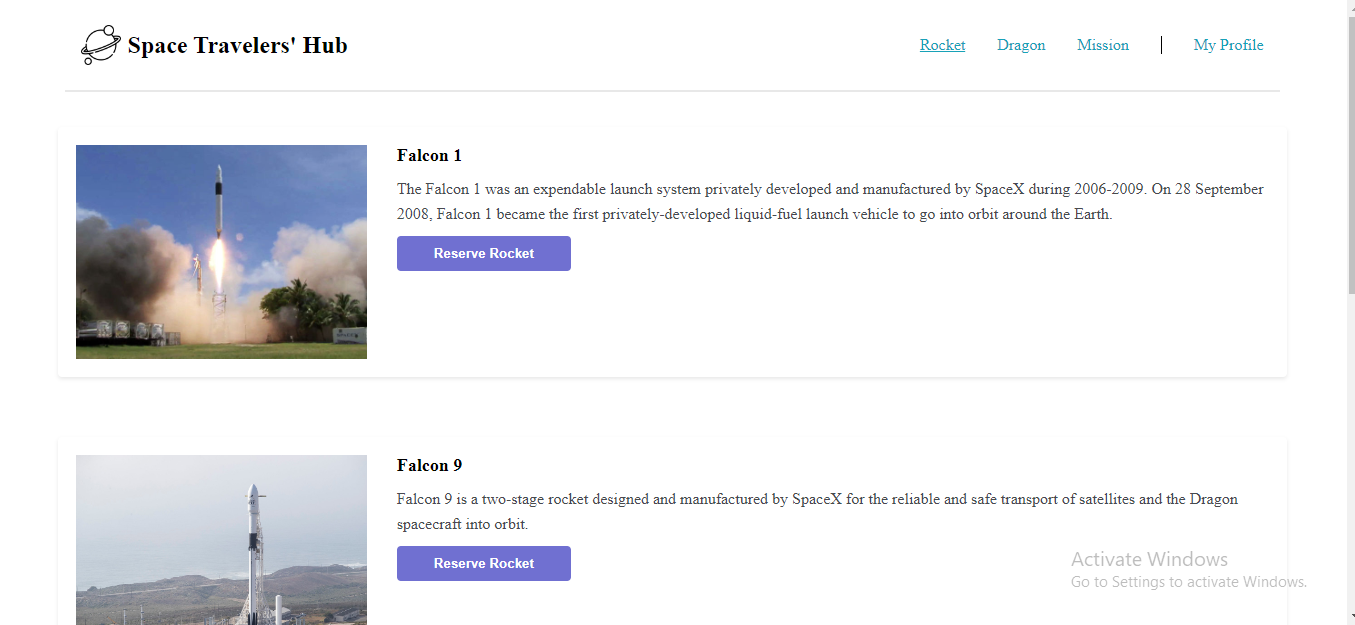 Space Travelers' Hub
Rocket
Dragon
Mission
My Profile
Falcon 1
The Falcon 1 was an expendable launch system privately developed and manufactured by SpaceX during 2006-2009. On 28 September
2008, Falcon 1 became the first privately-developed liquid-fuel launch vehicle to go into orbit around the Earth.
Reserve Rocket
Falcon 9
Falcon 9 is a two-stage rocket designed and manufactured by SpaceX for the reliable and safe transport of satellites and the Dragon
spacecraft into orbit.
Reserve Rocket
Activate Windows
Go to Settings to activate Windows.